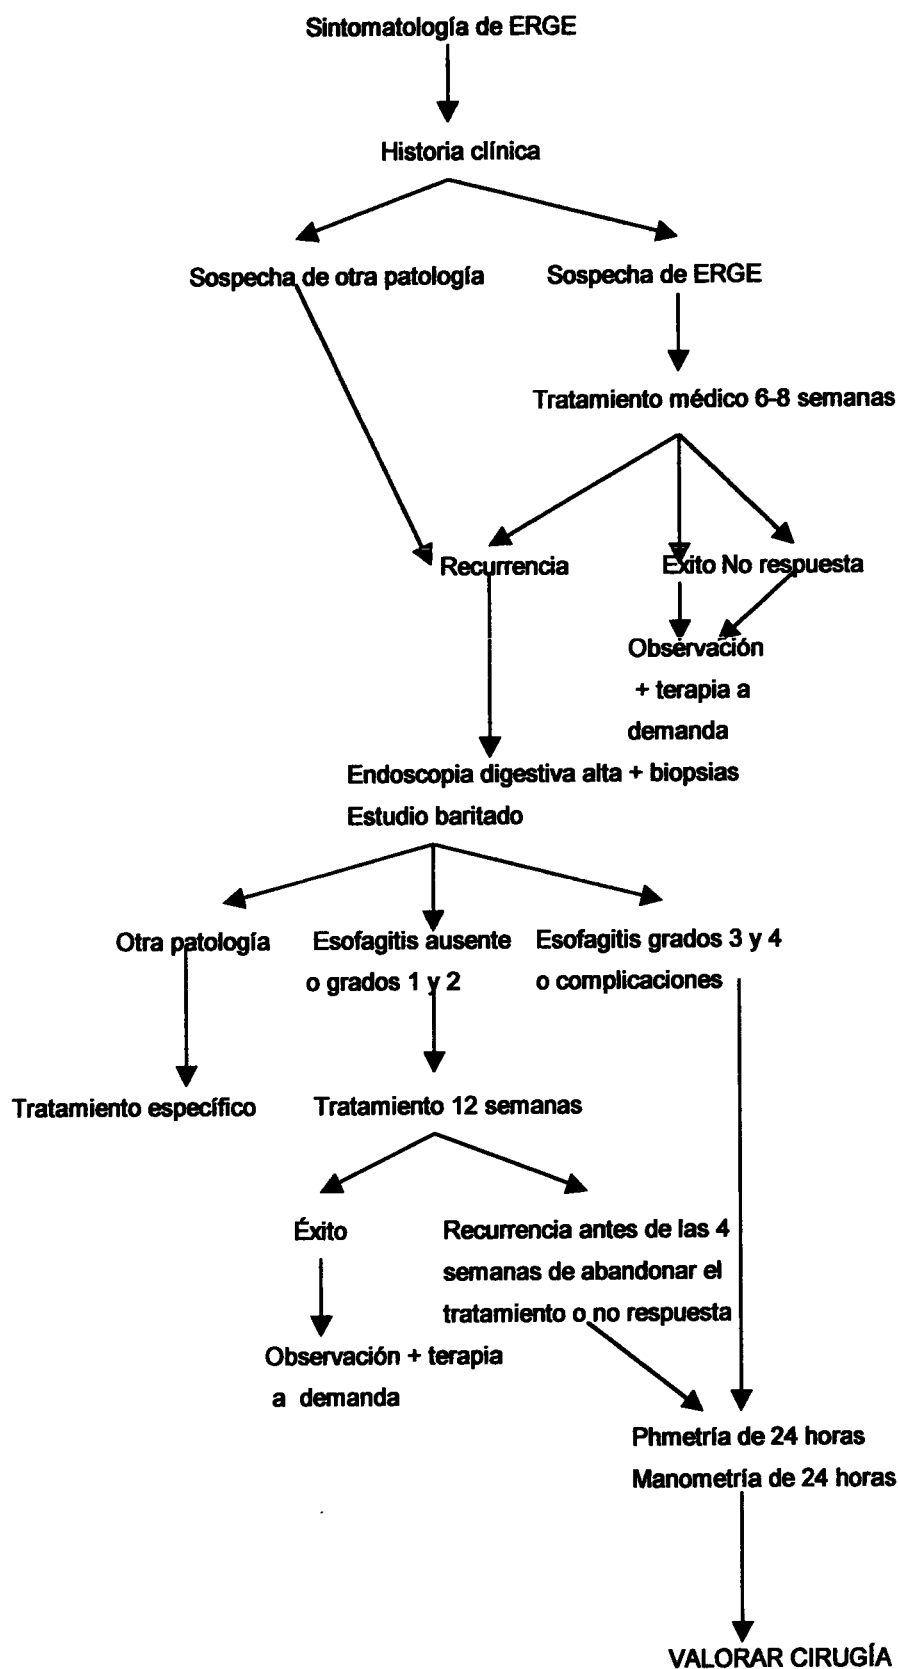 Sintomatología de ERGE
Historia clínica
Sospecha de otra patología
Sospecha de ERGE
Tratamiento médico 6-8 semanas
Recurrencia
Exito No respuesta
Observación
+ terapia a
demanda
Endoscopia digestiva alta + biopsias
Estudio baritado
Otra patología
Esofagitis ausente
o grados 1 y 2
Esofagitis grados 3 y 4
o complicaciones
Tratamiento específico
Tratamiento 12 semanas
Éxito
Recurrencia antes de las 4
semanas de abandonar el
tratamiento o no respuesta
Observación + terapia
a demanda
Phmetría de 24 horas
Manometría de 24 horas
VALORAR CIRUGÍA